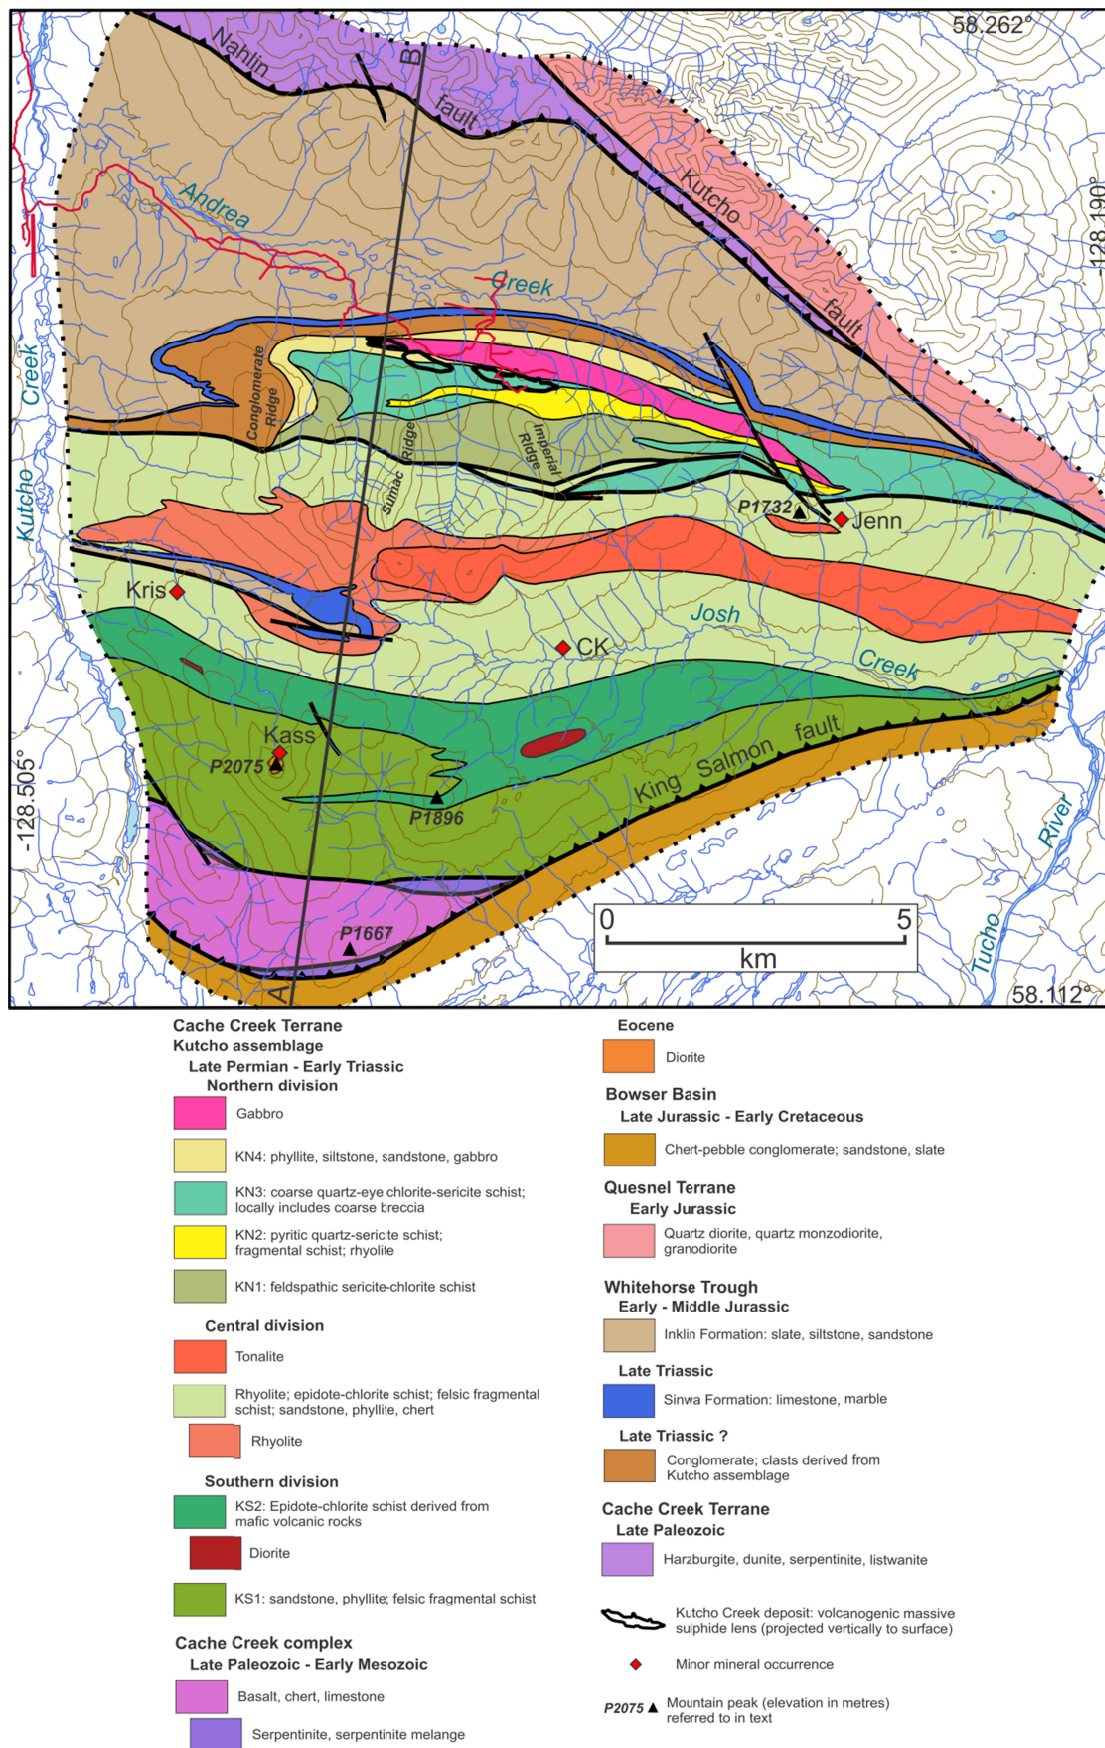 58.262°
Nahlin
B
fault
Kutcho
-128.190°
Andrea
Creek
fault
Creek
Conglomerate
Ridge
sumac Ridge
Imperial
Ridge
Kutcho
P1732
Jenn
Kris
Josh
CK
Creek
Kass
P2075
King Salmon fault
-128.505°
P1896
River
0 5
km
P1667
Tucho
A
58.112°
Cache Creek Terrane
Kutcho assemblage
Late Permian - Early Triassic
Northern division
Gabbro
KN4: phyllite, siltstone, sandstone, gabbro
KN3: coarse quartz-eye chlorite-sericite schist;
locally includes coarse breccia
KN2: pyritic quartz-sericte schist;
fragmental schist; rhyolite
KN1: feldspathic sericite-chlorite schist
Central division
Tonalite
Rhyolite; epidote-chlorite schist; felsic fragmental
schist; sandstone, phyllite, chert
Rhyolite
Southern division
KS2: Epidote-chlorite schist derived from
mafic volcanic rocks
Diorite
KS1: sandstone, phyllite; felsic fragmental schist
Cache Creek complex
Late Paleozoic - Early Mesozoic
Basalt, chert, limestone
Serpentinite, serpentinite melange
Eocene
Diorite
Bowser Basin
Late Jurassic - Early Cretaceous
Chert-pebble conglomerate; sandstone, slate
Quesnel Terrane
Early Jurassic
Quartz diorite, quartz monzodiorite,
granodiorite
Whitehorse Trough
Early - Middle Jurassic
Inklin Formation: slate, siltstone, sandstone
Late Triassic
Sinwa Formation: limestone, marble
Late Triassic ?
Conglomerate; clasts derived from
Kutcho assemblage
Cache Creek Terrane
Late Paleozoic
Harzburgite, dunite, serpentinite, listwanite
Kutcho Creek deposit: volcanogenic massive
suphide lens (projected vertically to surface)
Minor mineral occurrence
P2075 Mountain peak (elevation in metres)
referred to in text